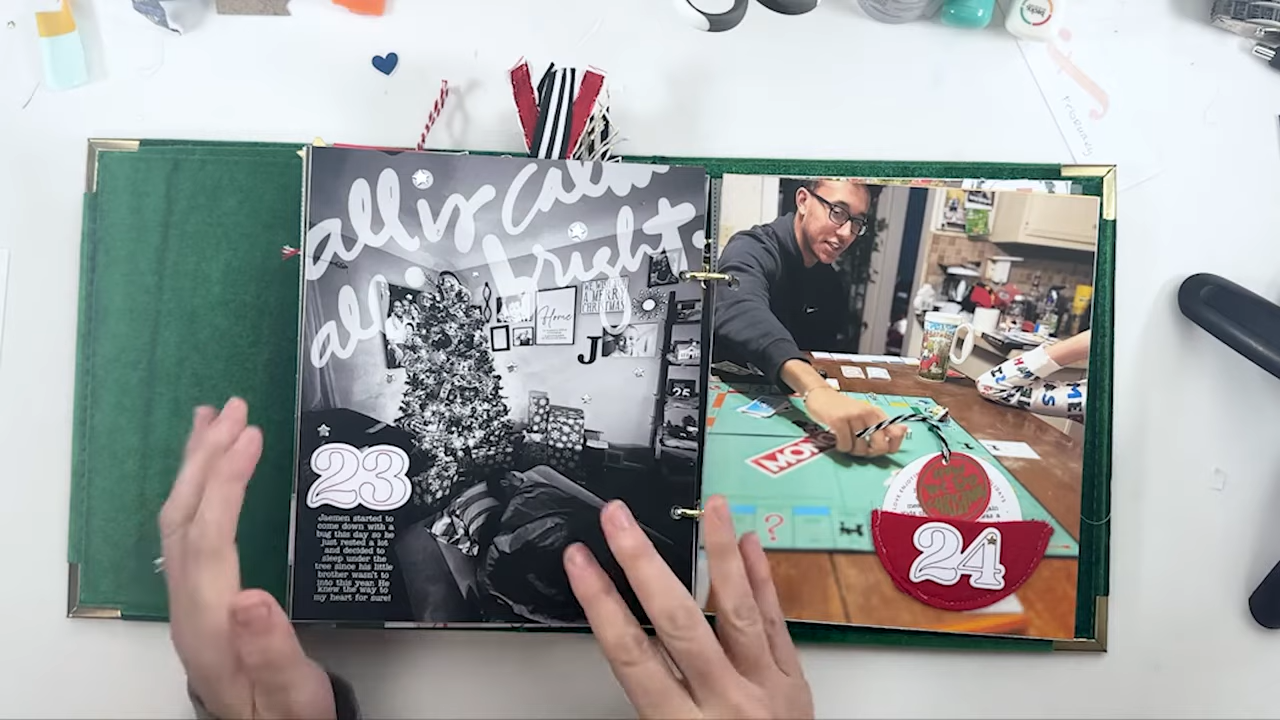 all is calm
all is bright.
Home
MERRY
CHRISTMAS
J
25
23
Jaemen started to
come down with a
bug this day so he
just rested a lot
and decided to
sleep under the
tree since his little
brother wasn't to
into this year. He
knew the way to
my heart for sure!
MON
?
24
February